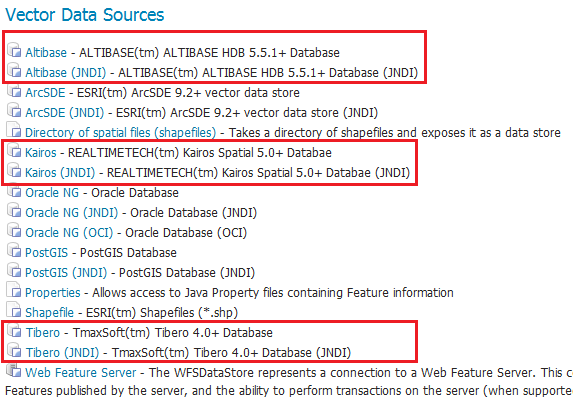 Vector Data Sources
Altibase - ALTIBASE(tm) ALTIBASE HDB 5.5.1+ Database
Altibase (JNDI) - ALTIBASE(tm) ALTIBASE HDB 5.5.1+ Database (JNDI)
ArcSDE - ESRI(tm) ArcSDE 9.2+ vector data store
ArcSDE (JNDI) - ESRI(tm) ArcSDE 9.2+ vector data store (JNDI)
Directory of spatial files (shapefiles) - Takes a directory of shapefiles and exposes it as a data store
Kairos - REALTIMETECH(tm) Kairos Spatial 5.0+ Databae
Kairos (JNDI) - REALTIMETECH(tm) Kairos Spatial 5.0+ Databae (JNDI)
Oracle NG - Oracle Database
Oracle NG (JNDI) - Oracle Database (JNDI)
Oracle NG (OCI) - Oracle Database (OCI)
PostGIS - PostGIS Database
PostGIS (JNDI) - PostGIS Database (JNDI)
Properties - Allows access to Java Property files containing Feature information
Shapefile - ESRI(tm) Shapefiles (*.shp)
Tibero - TmaxSoft(tm) Tibero 4.0+ Database
Tibero (JNDI) - TmaxSoft(tm) Tibero 4.0+ Database (JNDI)
Web Feature Server - The WFSDataStore represents a connection to a Web Feature Server. This c
Features published by the server, and the ability to perform transactions on the server (when supporte